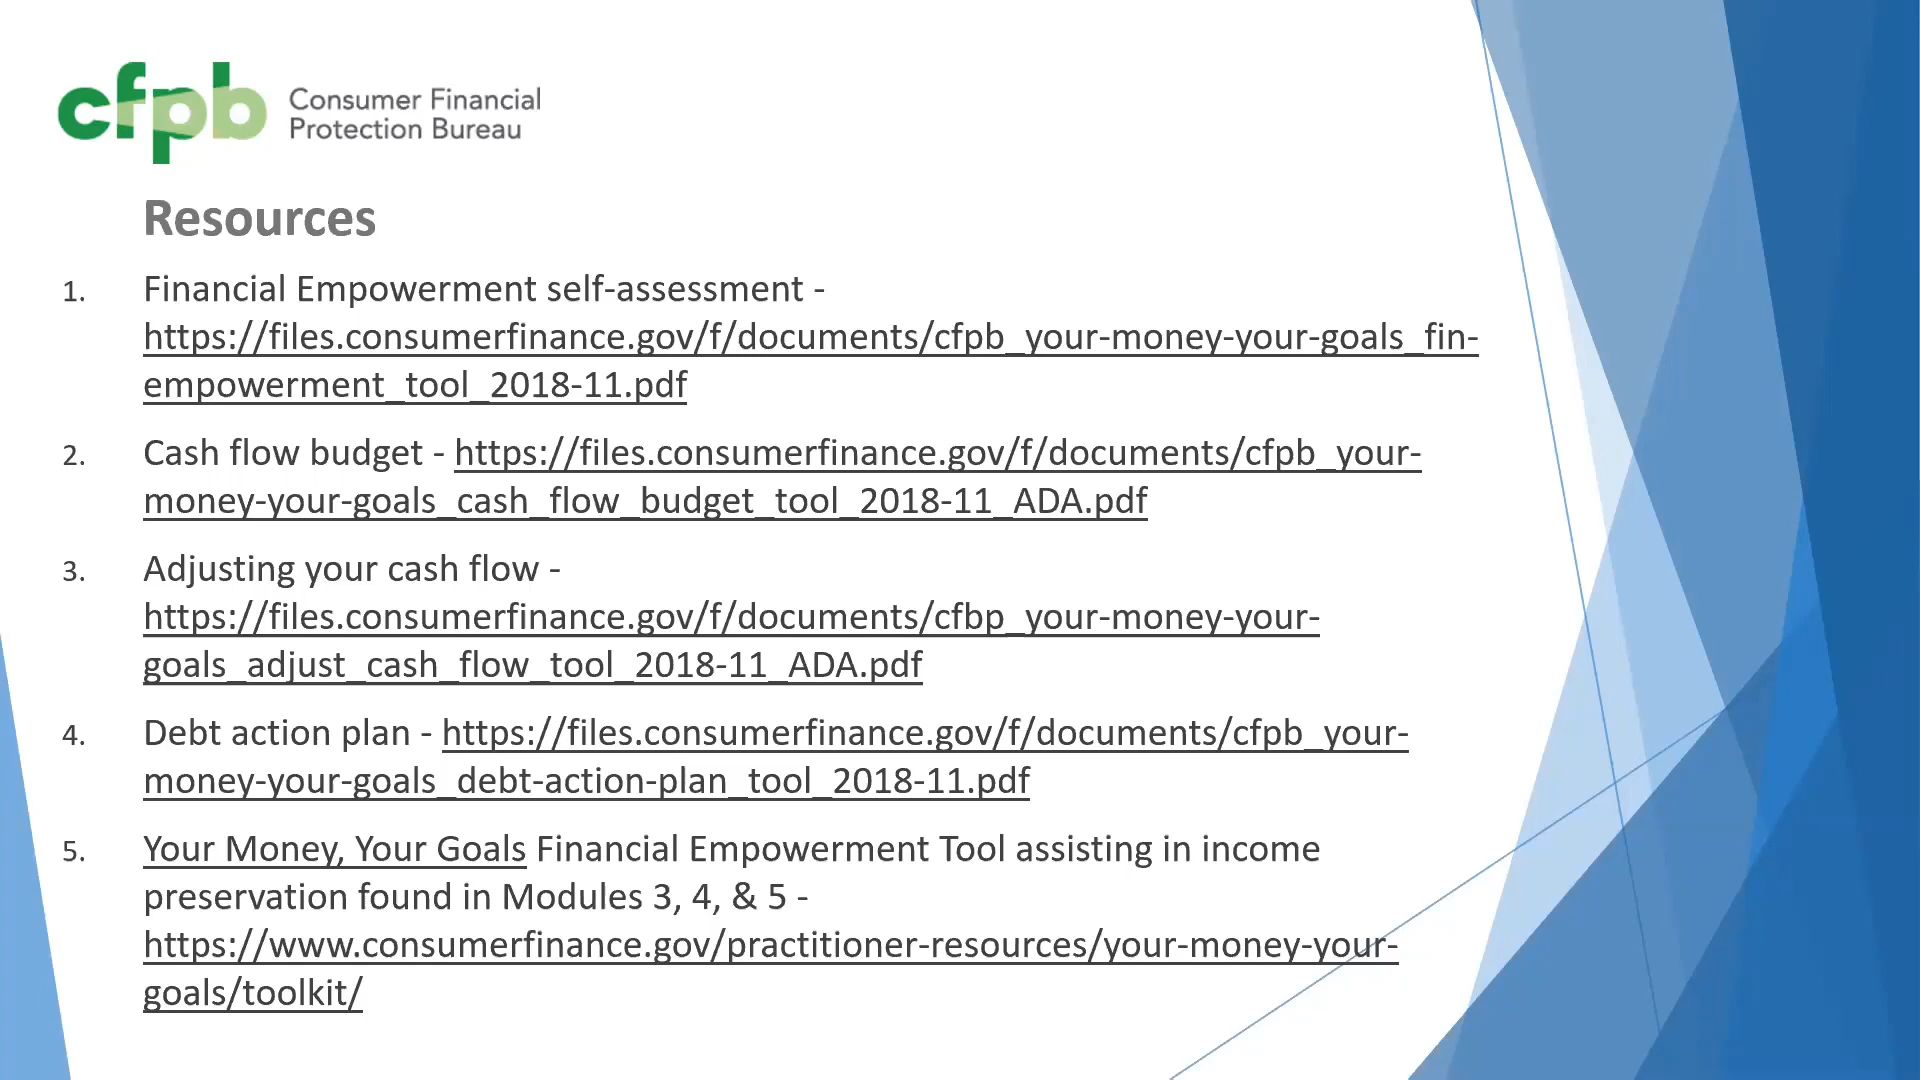 cfpb Consumer Financial
Protection Bureau
Resources
1. Financial Empowerment self-assessment -
https://files.consumerfinance.gov/f/documents/cfpb_your-money-your-goals_fin-
empowerment_tool_2018-11.pdf
2. Cash flow budget - https://files.consumerfinance.gov/f/documents/cfpb_your-
money-your-goals_cash_flow_budget_tool_2018-11_ADA.pdf
3. Adjusting your cash flow -
https://files.consumerfinance.gov/f/documents/cfbp_your-money-your-
goals_adjust_cash_flow_tool_2018-11_ADA.pdf
4. Debt action plan - https://files.consumerfinance.gov/f/documents/cfpb_your-
money-your-goals_debt-action-plan_tool_2018-11.pdf
5. Your Money, Your Goals Financial Empowerment Tool assisting in income
preservation found in Modules 3, 4, & 5 -
https://www.consumerfinance.gov/practitioner-resources/your-money-your-
goals/toolkit/